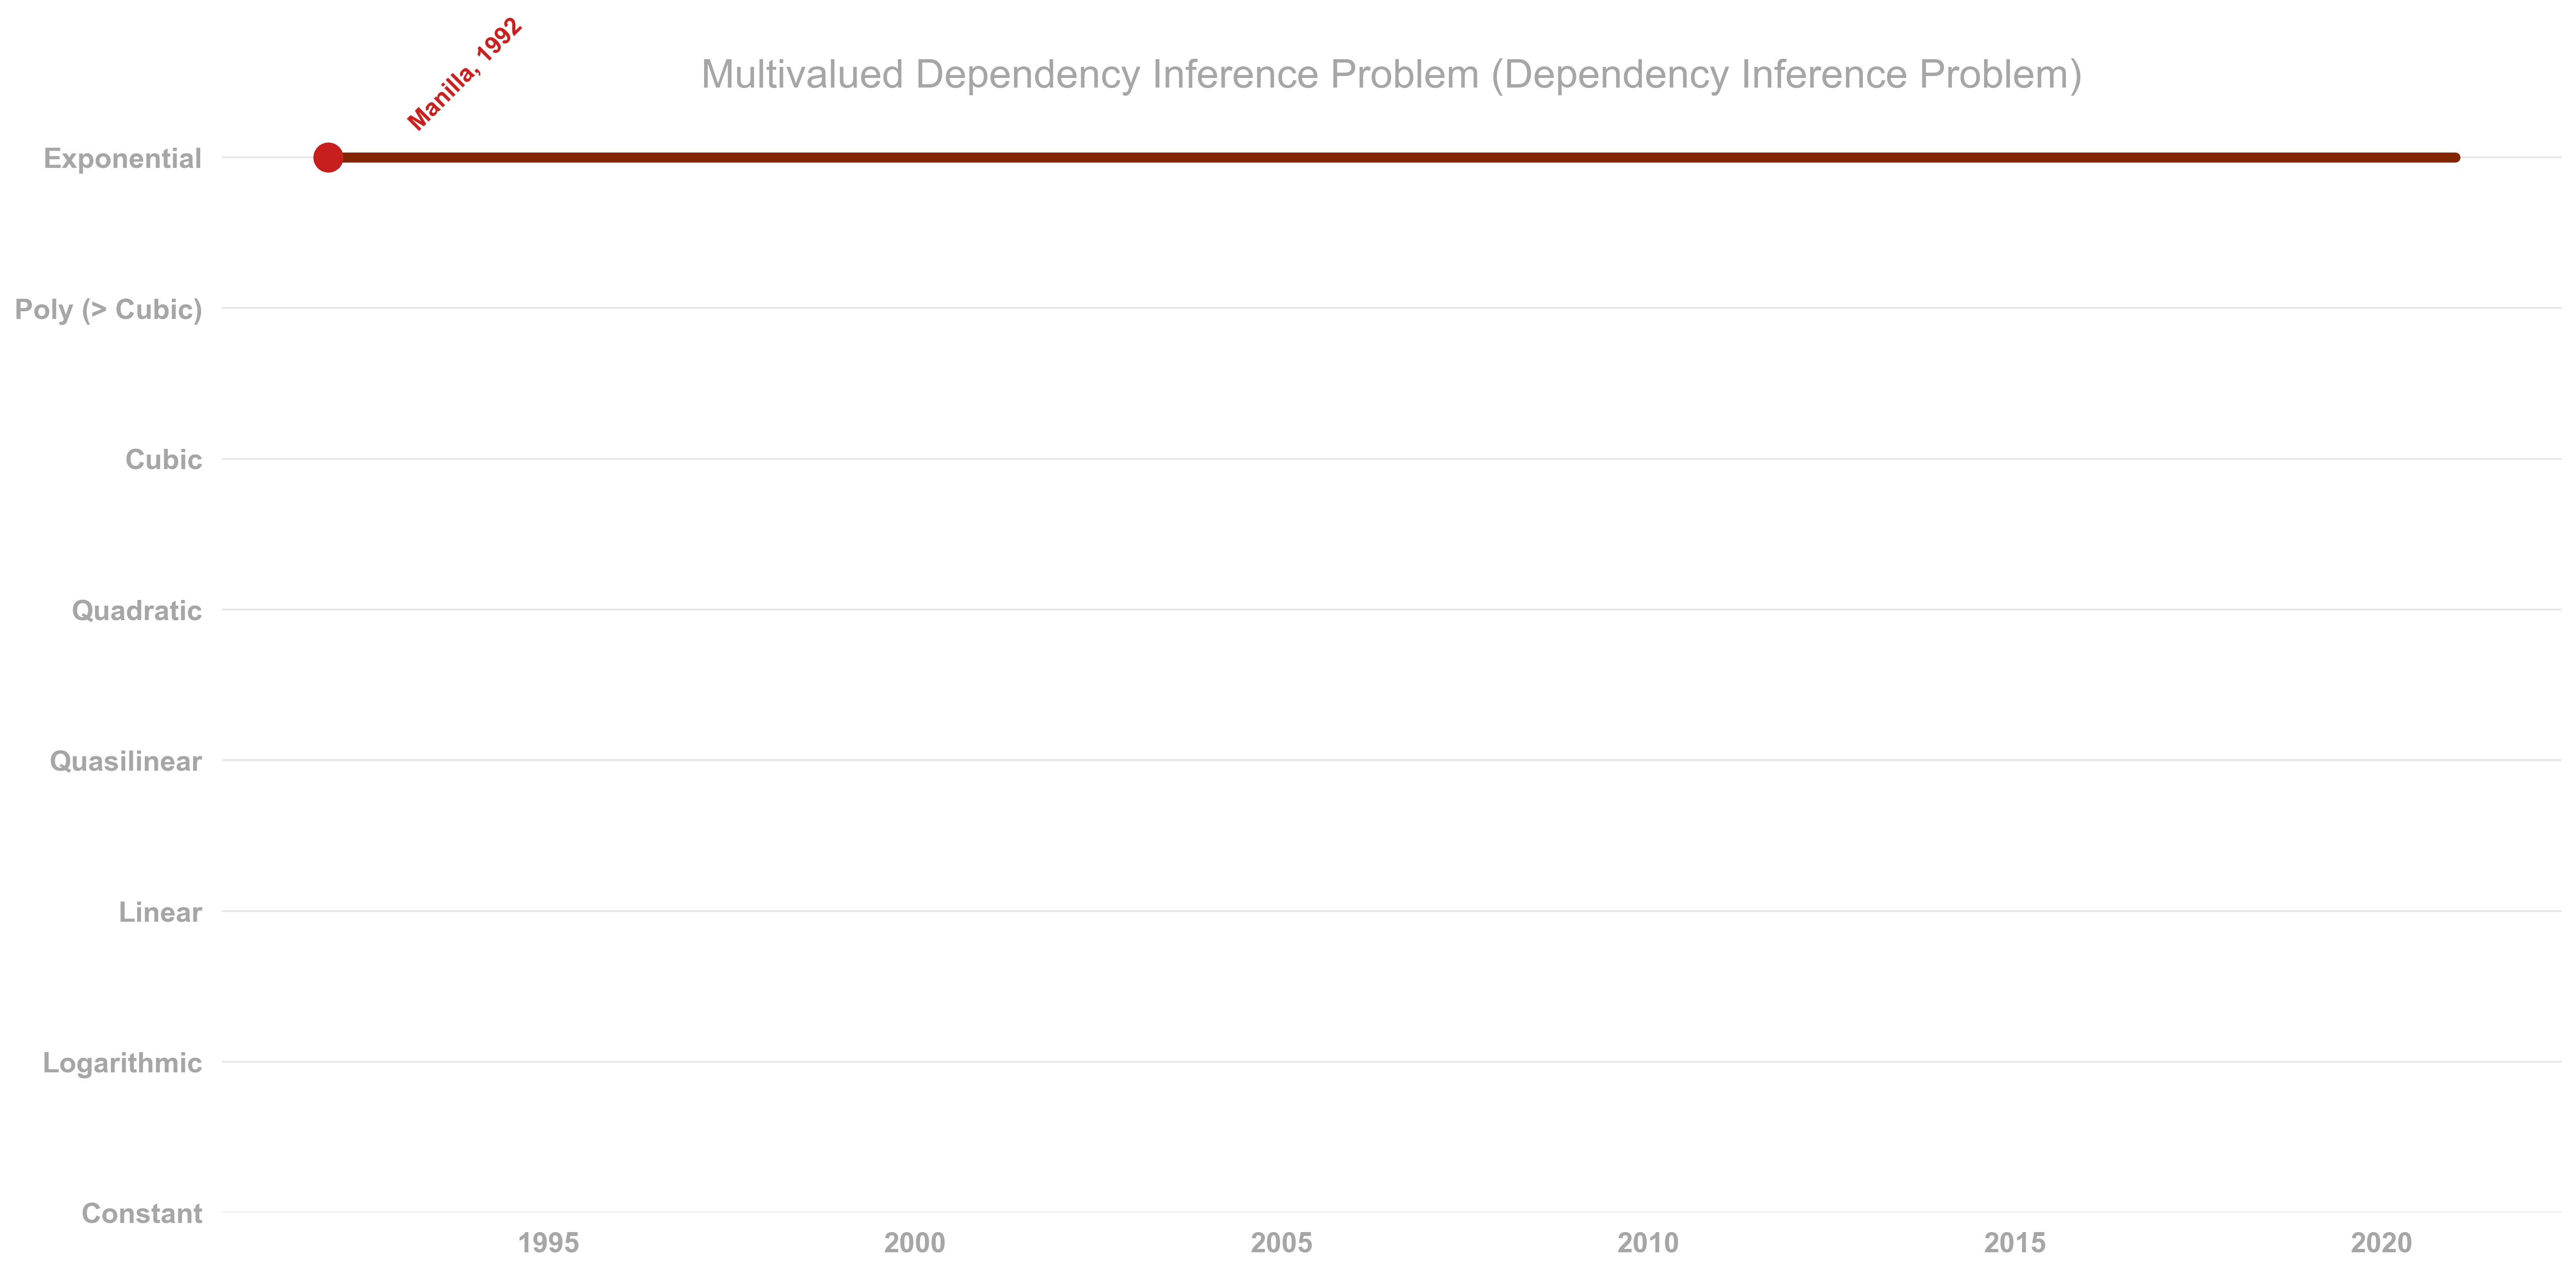 Manilla, 1992
Multivalued Dependency Inference Problem (Dependency Inference Problem)
Exponential
Poly (> Cubic)
Cubic
Quadratic
Quasilinear
Linear
Logarithmic
Constant
1995 2000 2005 2010 2015 2020